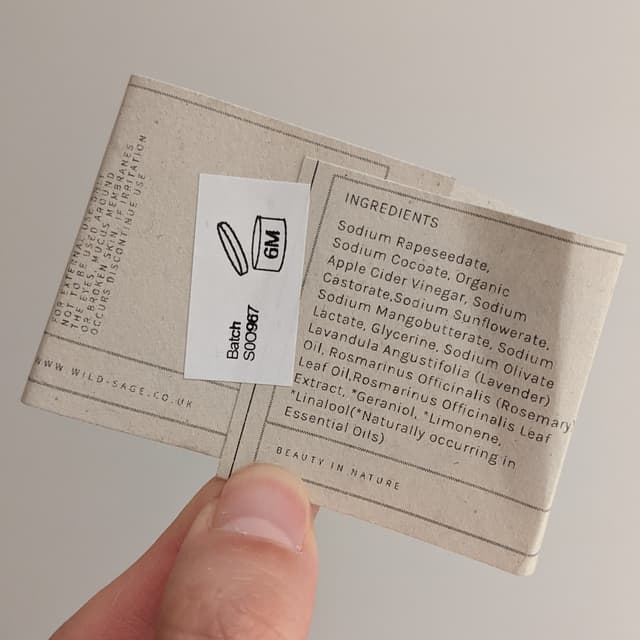 FOR EXTERNAL USE ONLY
NOT TO BE USED AROUND
THE EYES, 
OR BROKEN SKIN. IF IRRITATION
OCCURS DISCONTINUE USE
WWW.WILD-SAGE.CO.UK
6M
Batch
S00967
INGREDIENTS
Sodium Rapeseedate,
Sodium Cocoate, Organic
Apple Cider Vinegar, Sodium
Castorate,Sodium Sunflowerate,
Sodium Mangobutterate, Sodium
Lactate, Glycerine, Sodium Olivate
Lavandula Angustifolia (Lavender)
Oil, Rosmarinus Officinalis (Rosemary)
Leaf Oil,Rosmarinus Officinalis Leaf
Extract, *Geraniol, *Limonene,
*Linalool(*Naturally occurring in
Essential Oils)
BEAUTY IN NATURE